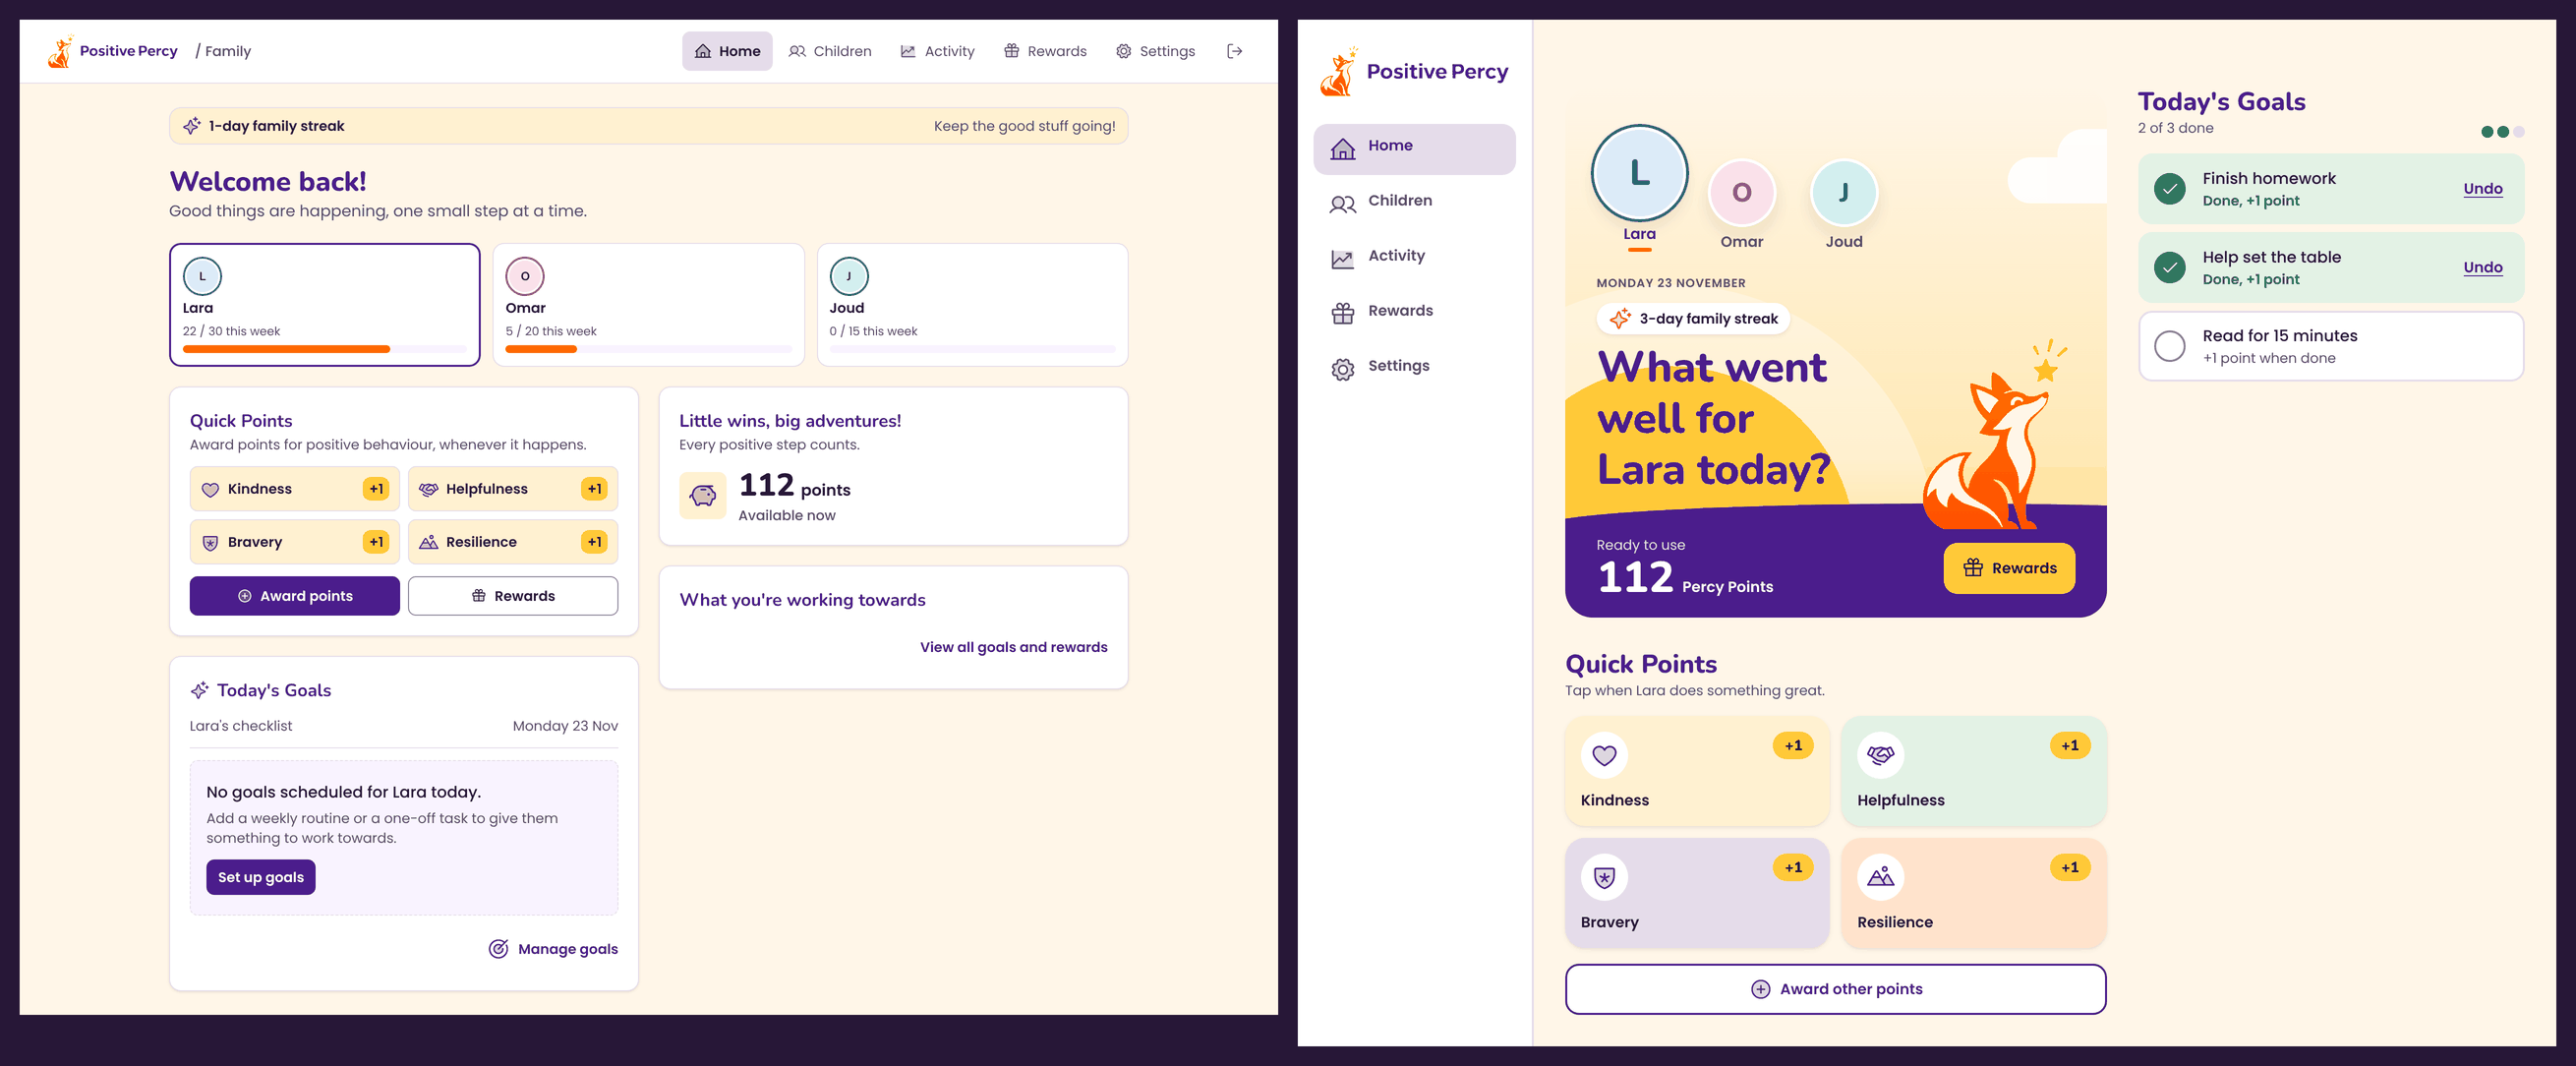 Positive Percy / Family
Home Children Activity Rewards Settings
1-day family streak Keep the good stuff going!
Welcome back!
Good things are happening, one small step at a time.
L
Lara
22 / 30 this week
O
Omar
5 / 20 this week
J
Joud
0 / 15 this week
Quick Points
Award points for positive behaviour, whenever it happens.
Kindness +1
Helpfulness +1
Bravery +1
Resilience +1
Award points
Rewards
Today's Goals
Lara's checklist Monday 23 Nov
No goals scheduled for Lara today.
Add a weekly routine or a one-off task to give them
something to work towards.
Set up goals
Manage goals
Little wins, big adventures!
Every positive step counts.
112 points
Available now
What you're working towards
View all goals and rewards
Positive Percy
Home
Children
Activity
Rewards
Settings
L
Lara
O
Omar
J
Joud
MONDAY 23 NOVEMBER
3-day family streak
What went
well for
Lara today?
Ready to use
112 Percy Points
Rewards
Quick Points
Tap when Lara does something great.
+1
Kindness
+1
Helpfulness
+1
Bravery
+1
Resilience
Award other points
Today's Goals
2 of 3 done
Finish homework
Done, +1 point
Undo
Help set the table
Done, +1 point
Undo
Read for 15 minutes
+1 point when done